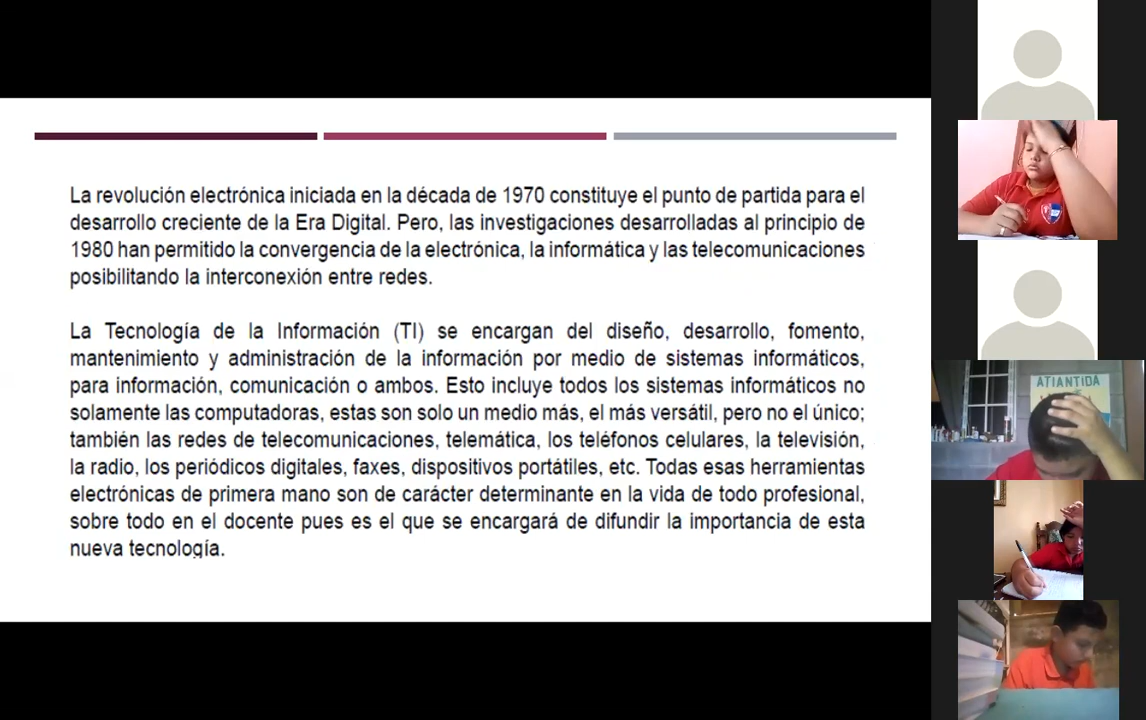 La revolución electrónica iniciada en la década de 1970 constituye el punto de partida para el
desarrollo creciente de la Era Digital. Pero, las investigaciones desarrolladas al principio de
1980 han permitido la convergencia de la electrónica, la informática y las telecomunicaciones
posibilitando la interconexión entre redes.
La Tecnología de la Información (TI) se encargan del diseño, desarrollo, fomento,
mantenimiento y administración de la información por medio de sistemas informáticos,
para información, comunicación o ambos. Esto incluye todos los sistemas informáticos no
solamente las computadoras, estas son solo un medio más, el más versátil, pero no el único;
también las redes de telecomunicaciones, telemática, los teléfonos celulares, la televisión,
la radio, los periódicos digitales, faxes, dispositivos portátiles, etc. Todas esas herramientas
electrónicas de primera mano son de carácter determinante en la vida de todo profesional,
sobre todo en el docente pues es el que se encargará de difundir la importancia de esta
nueva tecnología.
ATIANTIDA